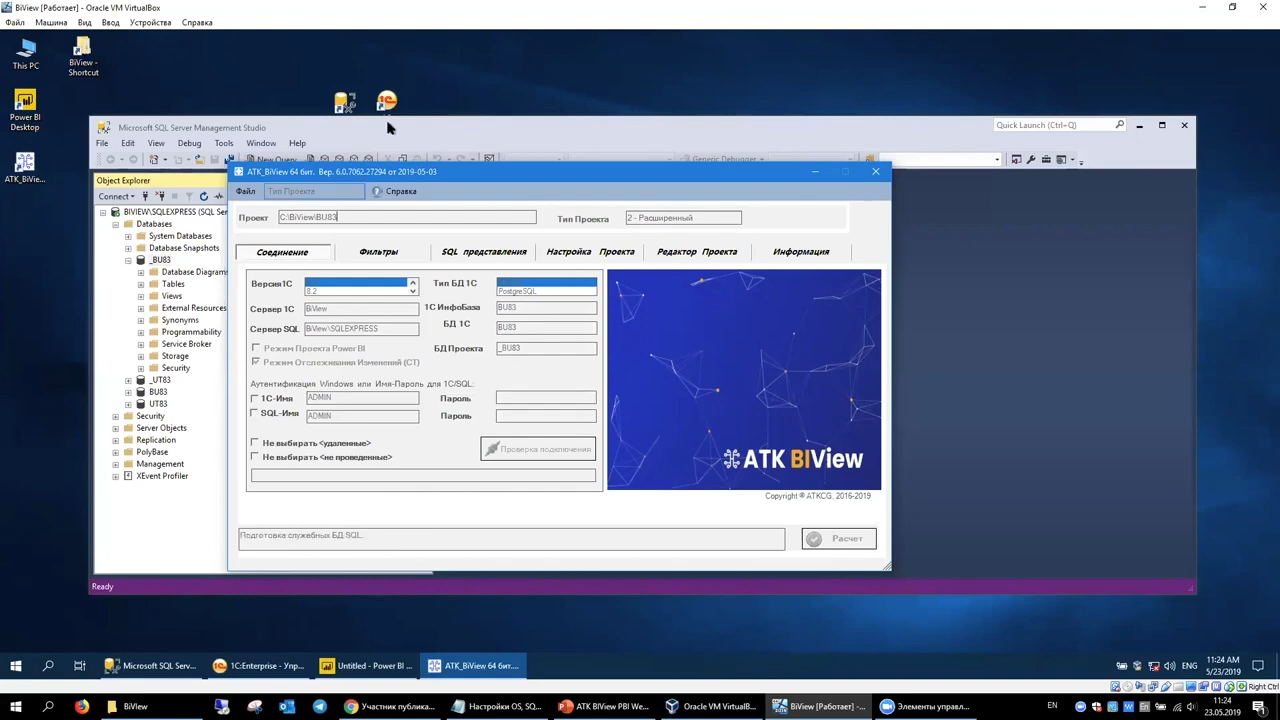 BiView [Работает] - Oracle VM VirtualBox
Файл Машина Вид Ввод Устройства Справка
This PC
BiView - Shortcut
Power BI Desktop
ATK_BiVie...
Microsoft SQL Server Management Studio
Quick Launch (Ctrl+Q)
File Edit View Debug Tools Window Help
New Query
Generic Debugger
Object Explorer
Connect
BIVIEW\SQLEXPRESS (SQL Ser
Databases
System Databases
Database Snapshots
_BU83
Database Diagrams
Tables
Views
External Resources
Synonyms
Programmability
Service Broker
Storage
Security
_UT83
BU83
UT83
Security
Server Objects
Replication
PolyBase
Management
XEvent Profiler
Ready
ATK_BiView 64 бит. Вер. 6.0.7062.27294 от 2019-05-03
Файл Тип Проекта Справка
Проект C:\BiView\BU83 Тип Проекта 2 - Расширенный
Соединение Фильтры SQL представления Настройка Проекта Редактор Проекта Информация
Версия1С 8.2 Тип БД 1С PostgreSQL
Сервер 1С BiView 1С ИнфоБаза BU83
Сервер SQL BiView\SQLEXPRESS БД 1С BU83
Режим Проекта Power BI БД Проекта _BU83
Режим Отслеживания Изменений (CT)
Аутентификация Windows или Имя-Пароль для 1С/SQL:
1С-Имя ADMIN Пароль
SQL-Имя ADMIN Пароль
Не выбирать <удаленные>
Не выбирать <не проведенные>
Проверка подключения
ATK BIView
Copyright ® ATKCG, 2016-2019
Подготовка служебных БД SQL.
Расчет
Microsoft SQL Serv... 1C:Enterprise - Упр... Untitled - Power BI ... ATK_BiView 64 бит....
ENG 11:24 AM 5/23/2019
Right Ctrl
BiView Участник публика... Настройки OS, SQ... ATK BIView PBI We... Oracle VM VirtualB... BiView [Работает] -... Элементы управл...
EN 11:24 23.05.2019